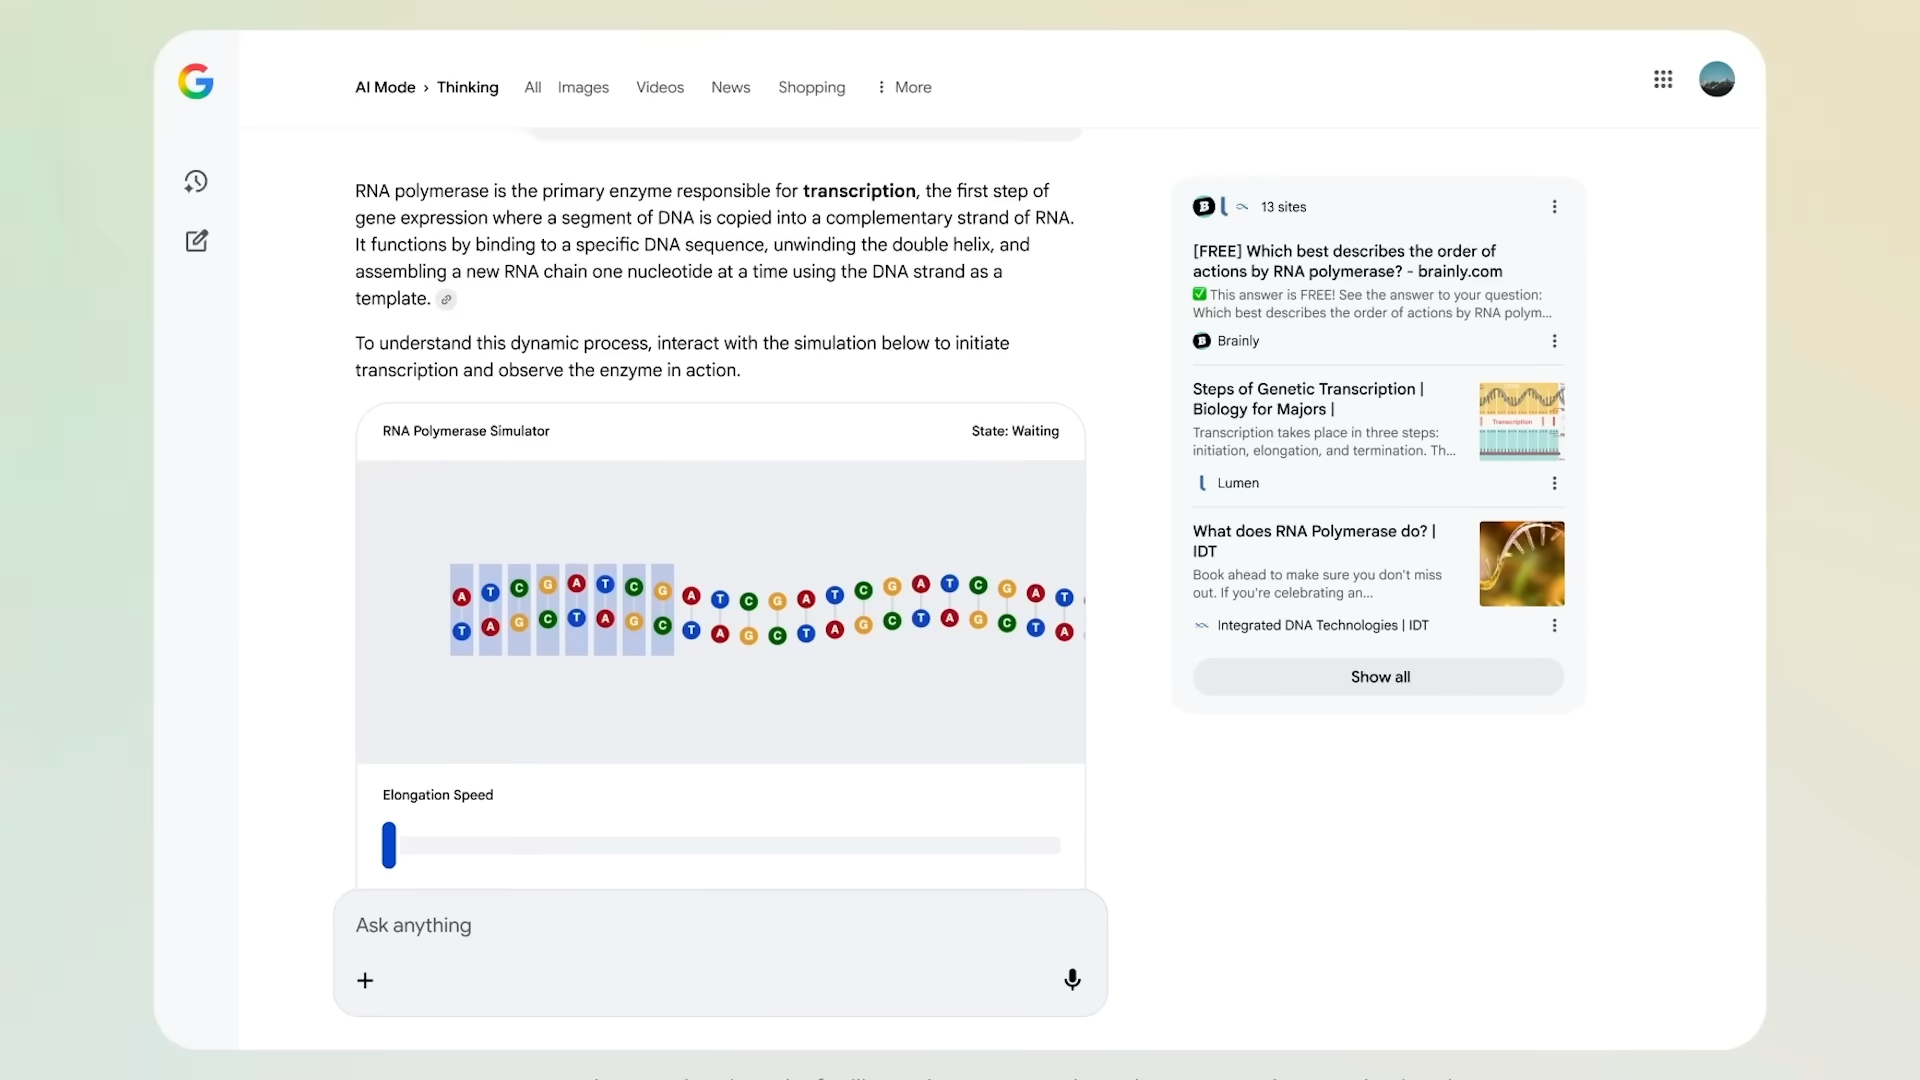 AI Mode › Thinking All Images Videos News Shopping More
RNA polymerase is the primary enzyme responsible for transcription, the first step of
gene expression where a segment of DNA is copied into a complementary strand of RNA.
It functions by binding to a specific DNA sequence, unwinding the double helix, and
assembling a new RNA chain one nucleotide at a time using the DNA strand as a
template.
To understand this dynamic process, interact with the simulation below to initiate
transcription and observe the enzyme in action.
RNA Polymerase Simulator State: Waiting
A T C G A T C G A T C G A T C G A T C G A T
T A G C T A G C T A G C T A G C T A G C T A
Elongation Speed
Ask anything
13 sites
[FREE] Which best describes the order of
actions by RNA polymerase? - brainly.com
✅ This answer is FREE! See the answer to your question:
Which best describes the order of actions by RNA polym...
Brainly
Steps of Genetic Transcription |
Biology for Majors |
Transcription takes place in three steps:
initiation, elongation, and termination. Th...
Transcription
Lumen
What does RNA Polymerase do? |
IDT
Book ahead to make sure you don't miss
out. If you're celebrating an...
Integrated DNA Technologies | IDT
Show all